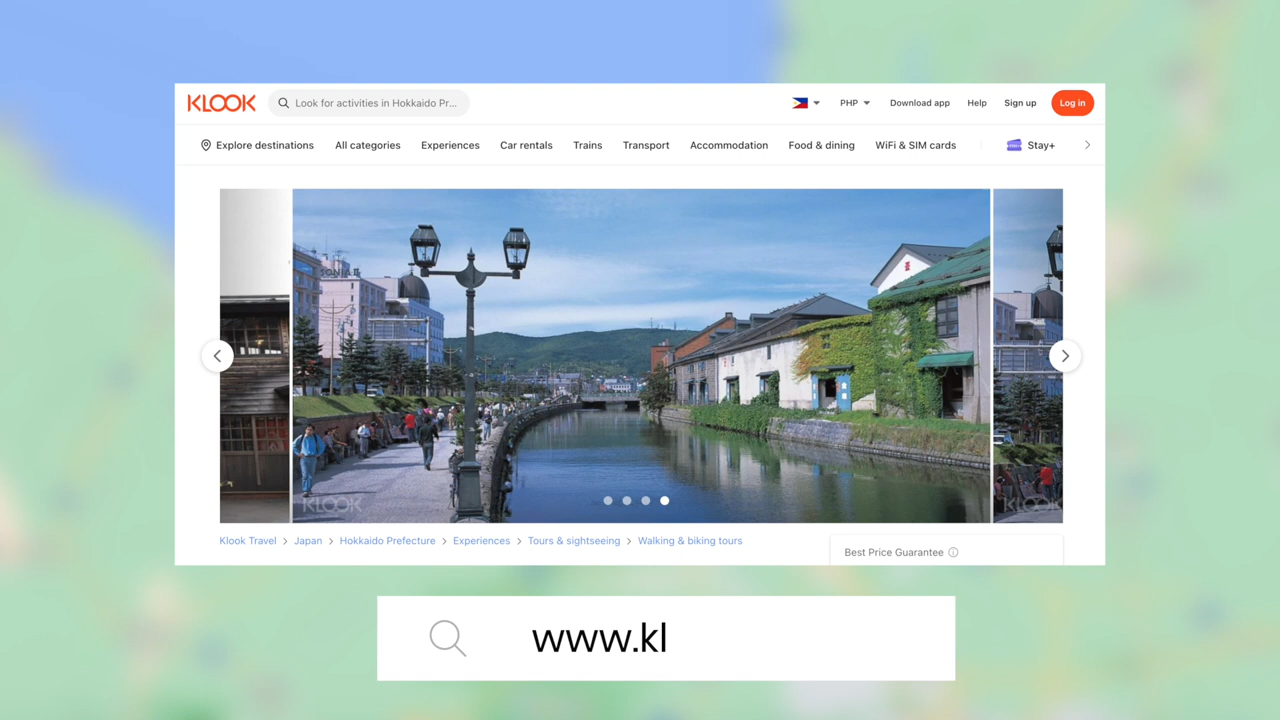 KLOOK
Look for activities in Hokkaido Pr...
PHP
Download app
Help
Sign up
Log in
Explore destinations
All categories
Experiences
Car rentals
Trains
Transport
Accommodation
Food & dining
WiFi & SIM cards
Stay+
KLOOK
Klook Travel > Japan > Hokkaido Prefecture > Experiences > Tours & sightseeing > Walking & biking tours
Best Price Guarantee
www.kl